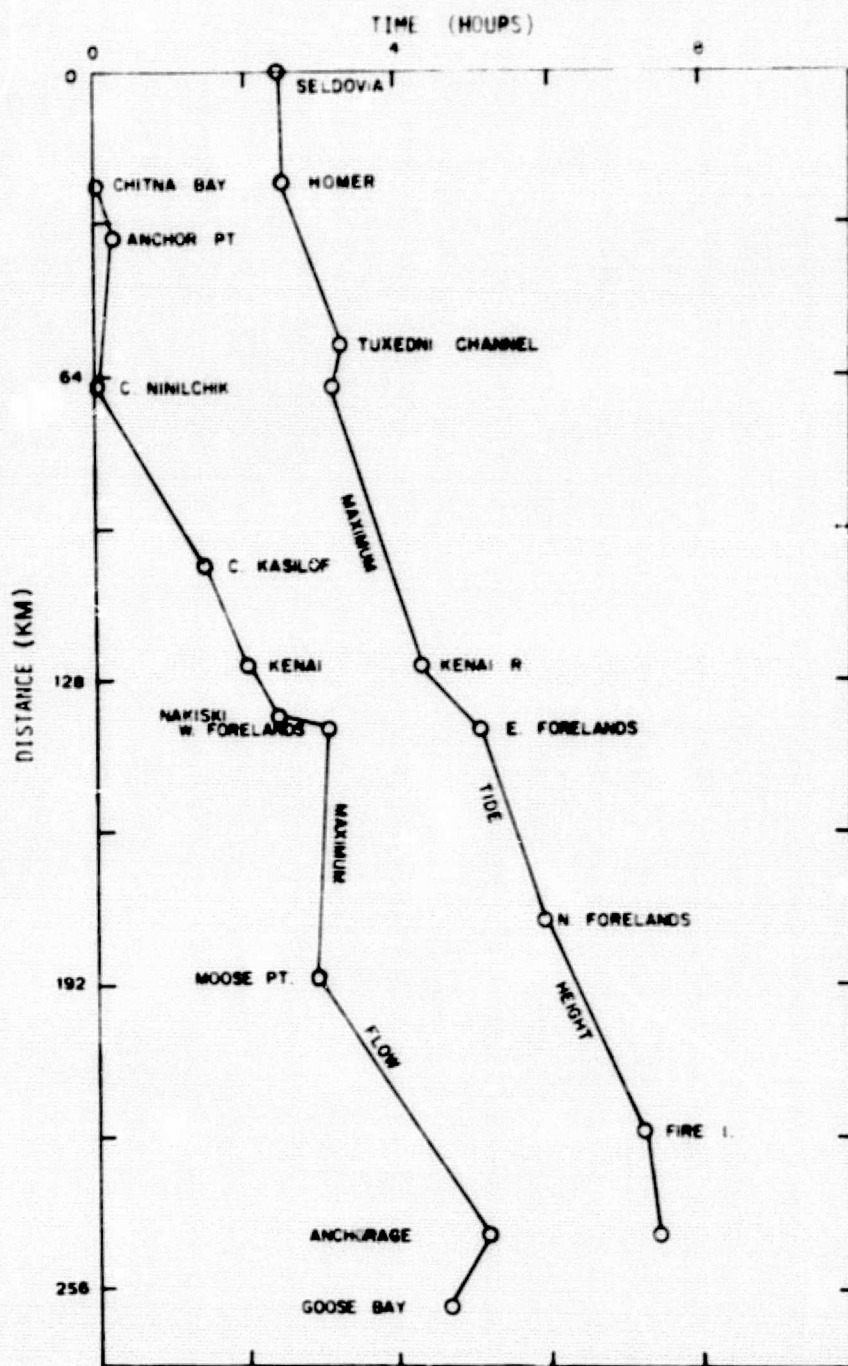 TIME (HOURS)
0 4 8
0
SELDOVIA
CHITNA BAY
HOMER
ANCHOR PT
TUXEDNI CHANNEL
64
C. NINILCHIK
MAXIMUM
C. KASILOF
DISTANCE (KM)
KENAI
KENAI R
128
NAKISKI
W. FORELANDS
E. FORELANDS
MAXIMUM
TIDE
N FORELANDS
192
MOOSE PT.
HEIGHT
FLOW
FIRE I.
ANCHORAGE
256
GOOSE BAY